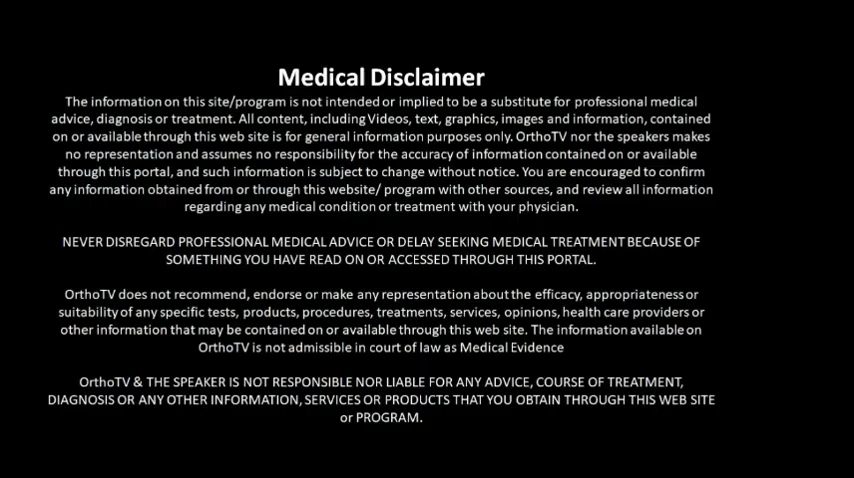 Medical Disclaimer
The information on this site/program is not intended or implied to be a substitute for professional medical
advice, diagnosis or treatment. All content, including Videos, text, graphics, images and information, contained
on or available through this web site is for general information purposes only. OrthoTV nor the speakers makes
no representation and assumes no responsibility for the accuracy of information contained on or available
through this portal, and such information is subject to change without notice. You are encouraged to confirm
any information obtained from or through this website/ program with other sources, and review all information
regarding any medical condition or treatment with your physician.
NEVER DISREGARD PROFESSIONAL MEDICAL ADVICE OR DELAY SEEKING MEDICAL TREATMENT BECAUSE OF
SOMETHING YOU HAVE READ ON OR ACCESSED THROUGH THIS PORTAL.
OrthoTV does not recommend, endorse or make any representation about the efficacy, appropriateness or
suitability of any specific tests, products, procedures, treatments, services, opinions, health care providers or
other information that may be contained on or available through this web site. The information available on
OrthoTV is not admissible in court of law as Medical Evidence
OrthoTV & THE SPEAKER IS NOT RESPONSIBLE NOR LIABLE FOR ANY ADVICE, COURSE OF TREATMENT,
DIAGNOSIS OR ANY OTHER INFORMATION, SERVICES OR PRODUCTS THAT YOU OBTAIN THROUGH THIS WEB SITE
or PROGRAM.